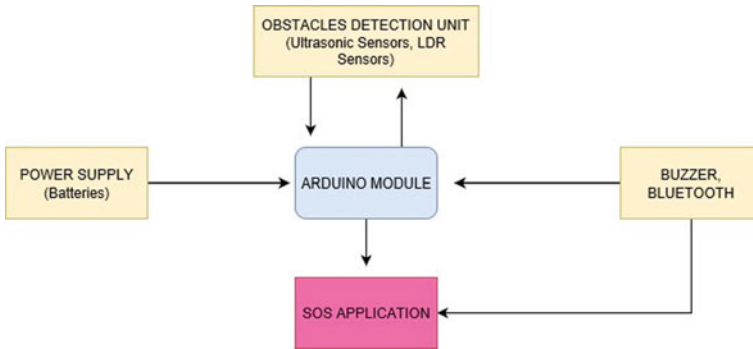 OBSTACLES DETECTION UNIT
(Ultrasonic Sensors, LDR
Sensors)
POWER SUPPLY
(Batteries)
ARDUINO MODULE
BUZZER,
BLUETOOTH
SOS APPLICATION